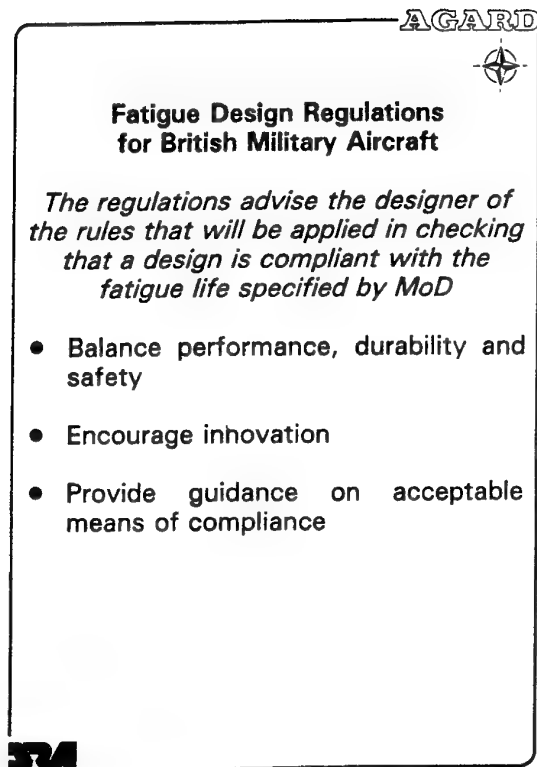 AGARD
Fatigue Design Regulations
for British Military Aircraft
The regulations advise the designer of
the rules that will be applied in checking
that a design is compliant with the
fatigue life specified by MoD
● Balance performance, durability and
safety
● Encourage innovation
● Provide guidance on acceptable
means of compliance